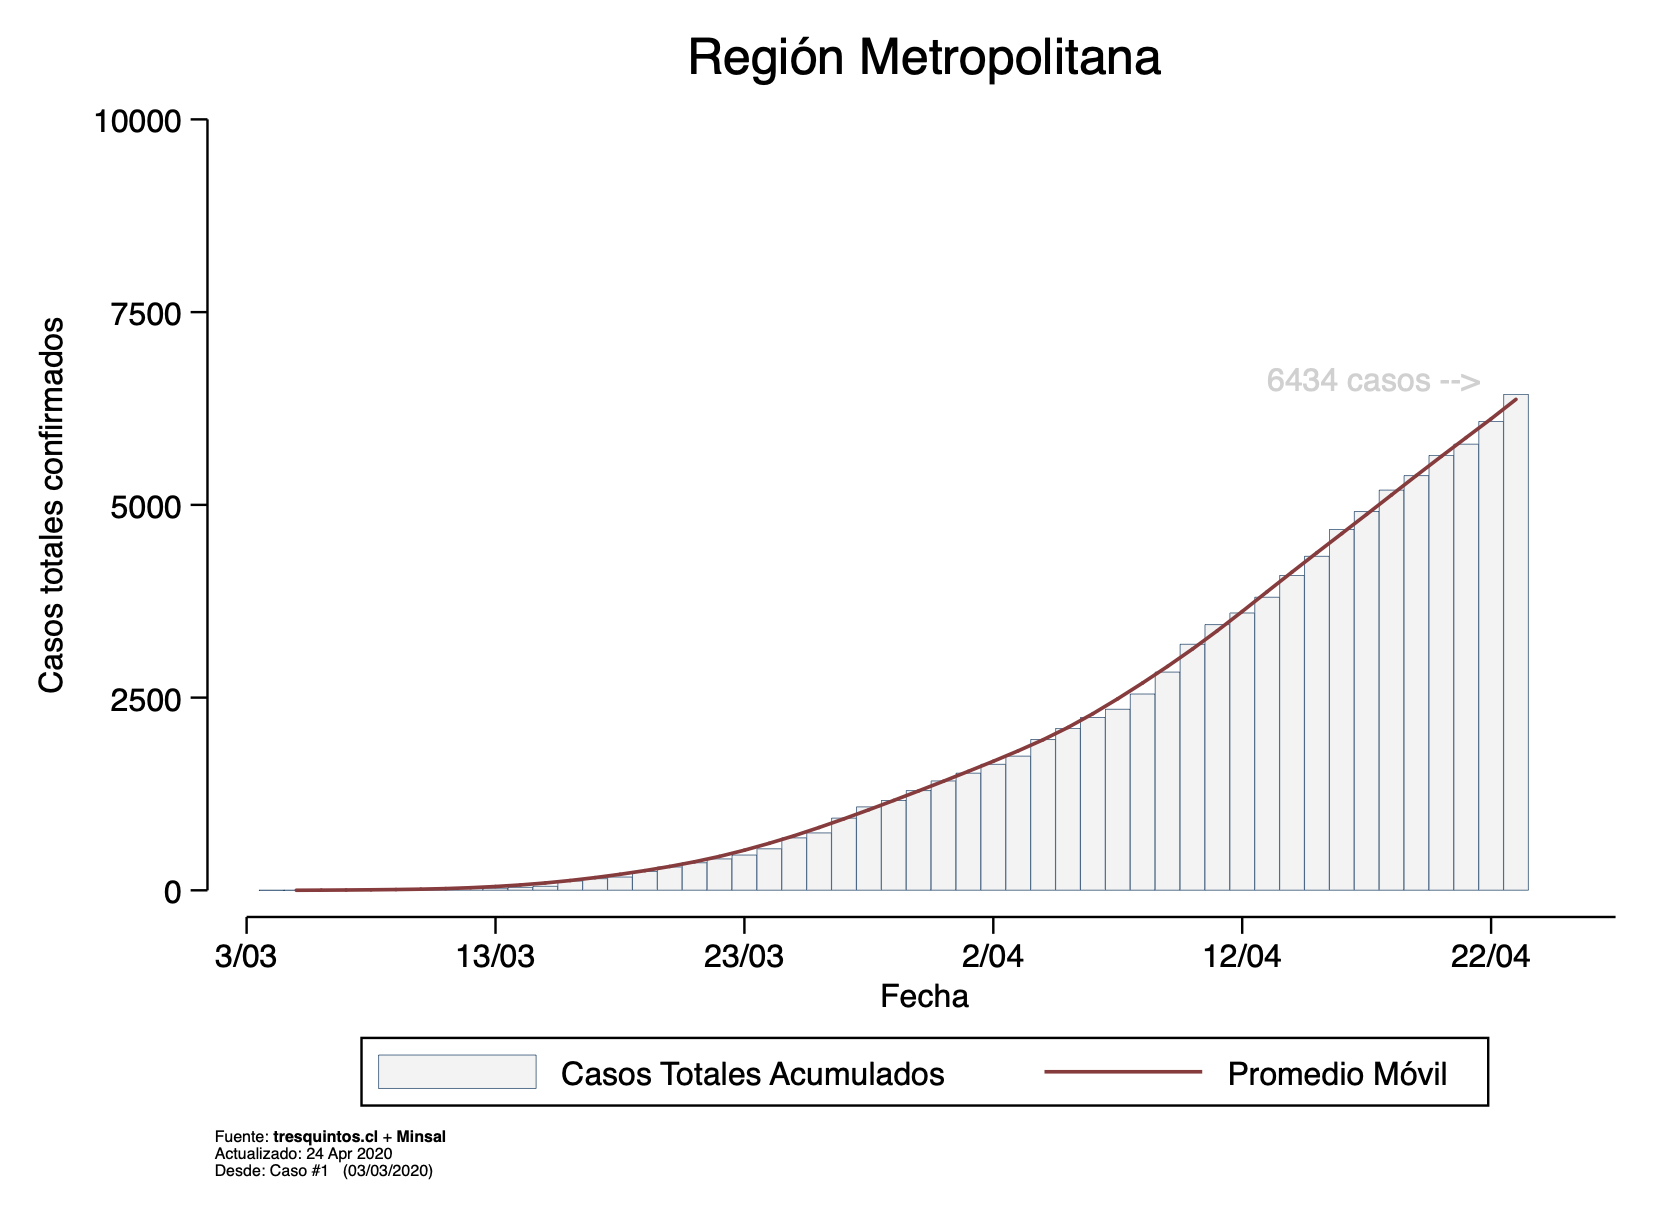 Región Metropolitana
10000
7500
5000
2500
0
Casos totales confirmados
6434 casos -->
3/03 13/03 23/03 2/04 12/04 22/04
Fecha
Casos Totales Acumulados Promedio Móvil
Fuente: tresquintos.cl + Minsal
Actualizado: 24 Apr 2020
Desde: Caso #1 (03/03/2020)